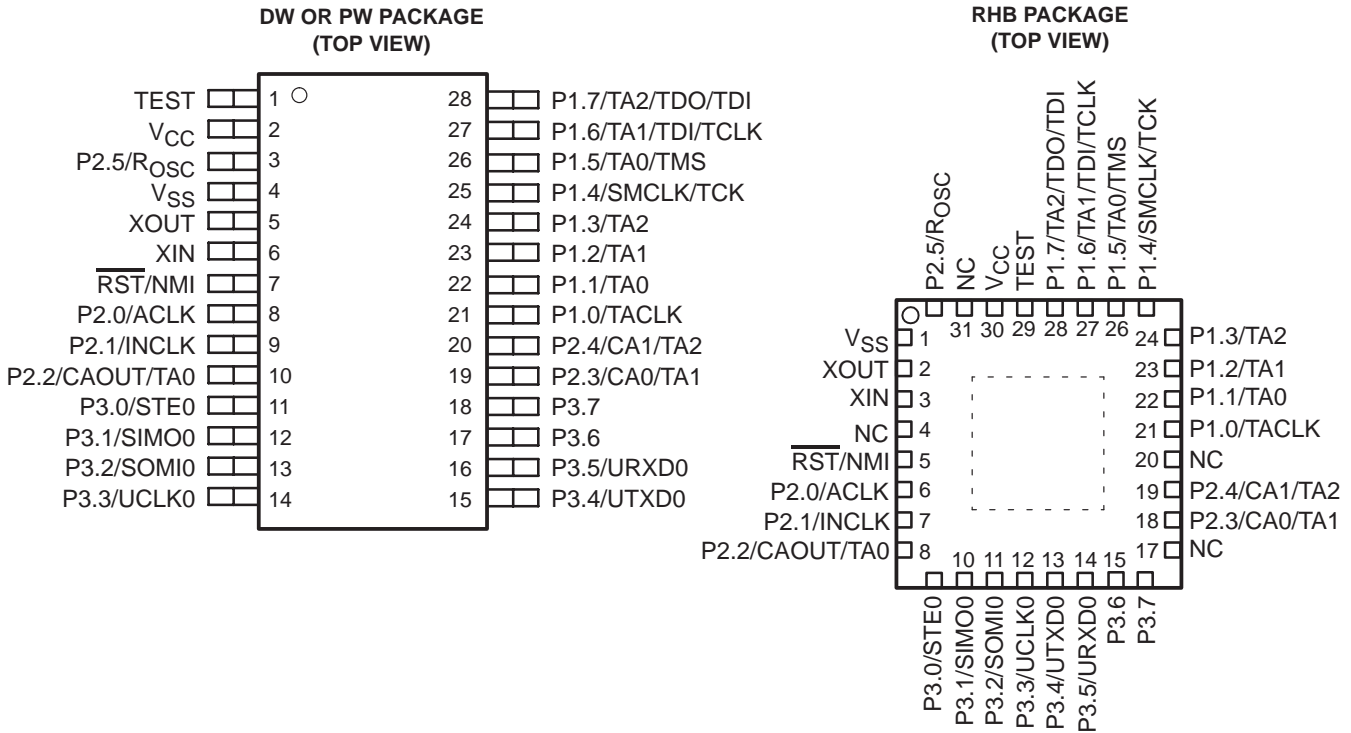 DW OR PW PACKAGE
(TOP VIEW)
TEST 1 28 P1.7/TA2/TDO/TDI
VCC 2 27 P1.6/TA1/TDI/TCLK
P2.5/ROSC 3 26 P1.5/TA0/TMS
VSS 4 25 P1.4/SMCLK/TCK
XOUT 5 24 P1.3/TA2
XIN 6 23 P1.2/TA1
RST/NMI 7 22 P1.1/TA0
P2.0/ACLK 8 21 P1.0/TACLK
P2.1/INCLK 9 20 P2.4/CA1/TA2
P2.2/CAOUT/TA0 10 19 P2.3/CA0/TA1
P3.0/STE0 11 18 P3.7
P3.1/SIMO0 12 17 P3.6
P3.2/SOMI0 13 16 P3.5/URXD0
P3.3/UCLK0 14 15 P3.4/UTXD0
RHB PACKAGE
(TOP VIEW)
P2.5/ROSC
NC
VCC
TEST
P1.7/TA2/TDO/TDI
P1.6/TA1/TDI/TCLK
P1.5/TA0/TMS
P1.4/SMCLK/TCK
31 30 29 28 27 26
VSS 1 24 P1.3/TA2
XOUT 2 23 P1.2/TA1
XIN 3 22 P1.1/TA0
NC 4 21 P1.0/TACLK
RST/NMI 5 20 NC
P2.0/ACLK 6 19 P2.4/CA1/TA2
P2.1/INCLK 7 18 P2.3/CA0/TA1
P2.2/CAOUT/TA0 8 17 NC
10 11 12 13 14 15
P3.0/STE0
P3.1/SIMO0
P3.2/SOMI0
P3.3/UCLK0
P3.4/UTXD0
P3.5/URXD0
P3.6
P3.7